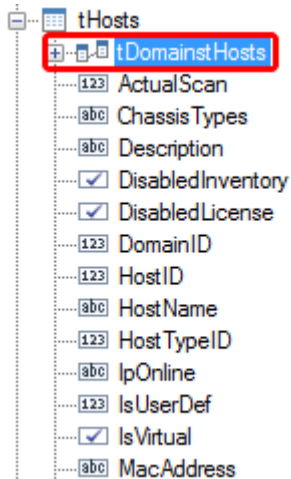 tHosts
tDomainstHosts
123 ActualScan
abc ChassisTypes
abc Description
DisabledInventory
DisabledLicense
123 DomainID
123 HostID
abc HostName
123 HostTypeID
abc IpOnline
123 IsUserDef
IsVirtual
abc MacAddress